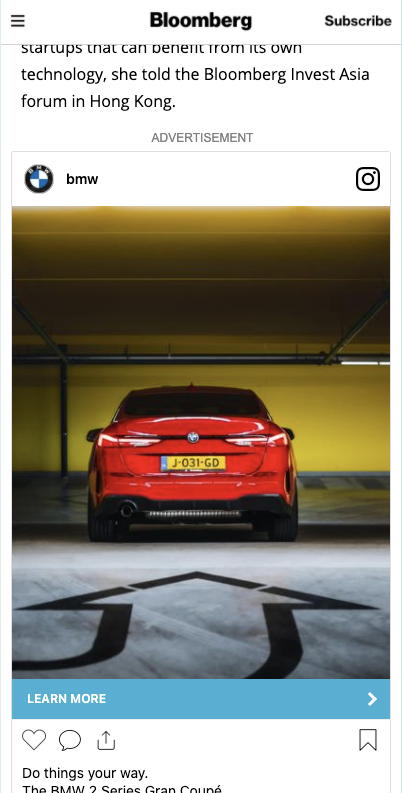 Bloomberg
Subscribe
startups that can benefit from its own
technology, she told the Bloomberg Invest Asia
forum in Hong Kong.
ADVERTISEMENT
BMW
bmw
J-031-GD
LEARN MORE
Do things your way.
The BMW 2 Series Gran Coupé